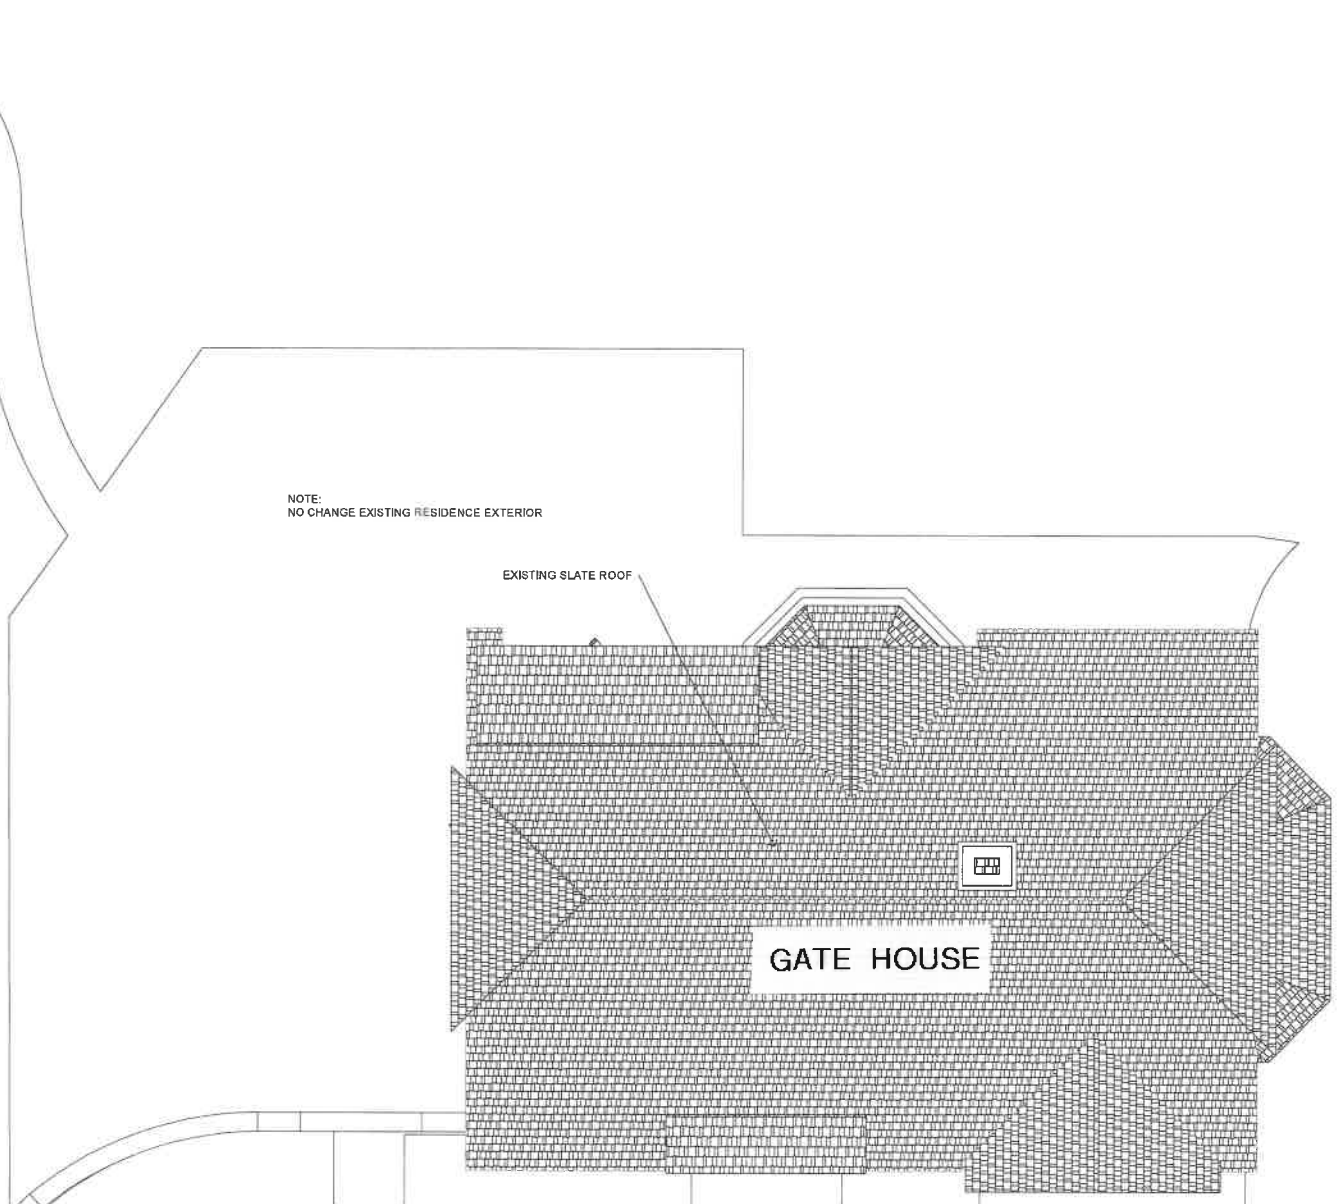 NOTE:
NO CHANGE EXISTING RESIDENCE EXTERIOR
EXISTING SLATE ROOF
GATE HOUSE